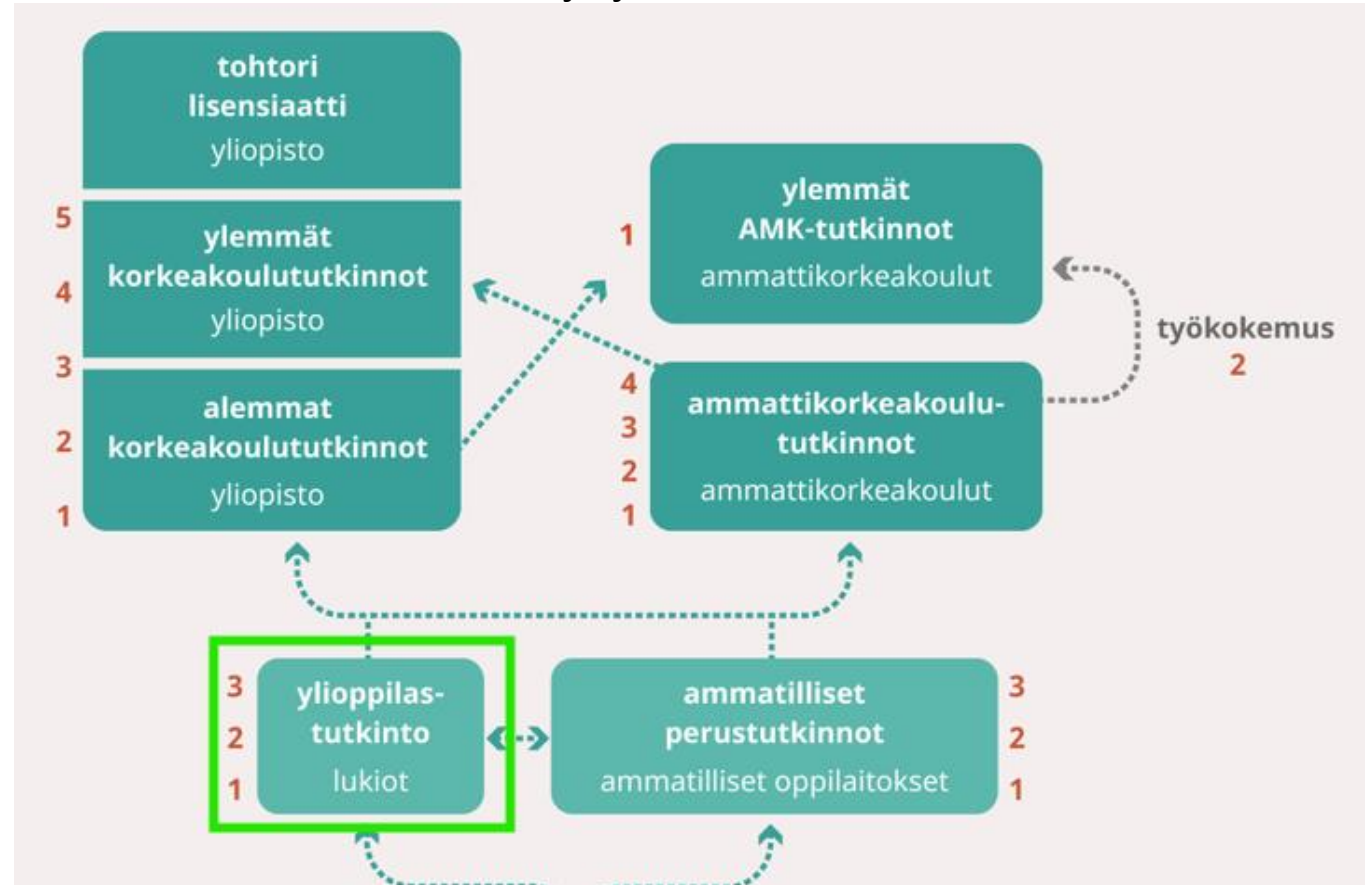 tohtori
lisensiaatti
yliopisto
5
ylemmät
korkeakoulututkinnot
4
yliopisto
3
alemmat
korkeakoulututkinnot
2
yliopisto
1
ylemmät
AMK-tutkinnot
1
ammattikorkeakoulut
työkokemus
2
4
ammattikorkeakoulu-
3
tutkinnot
2
ammattikorkeakoulut
1
3
ylioppilas-
2
tutkinto
1
lukiot
ammatilliset
3
perustutkinnot
2
ammatilliset oppilaitokset
1